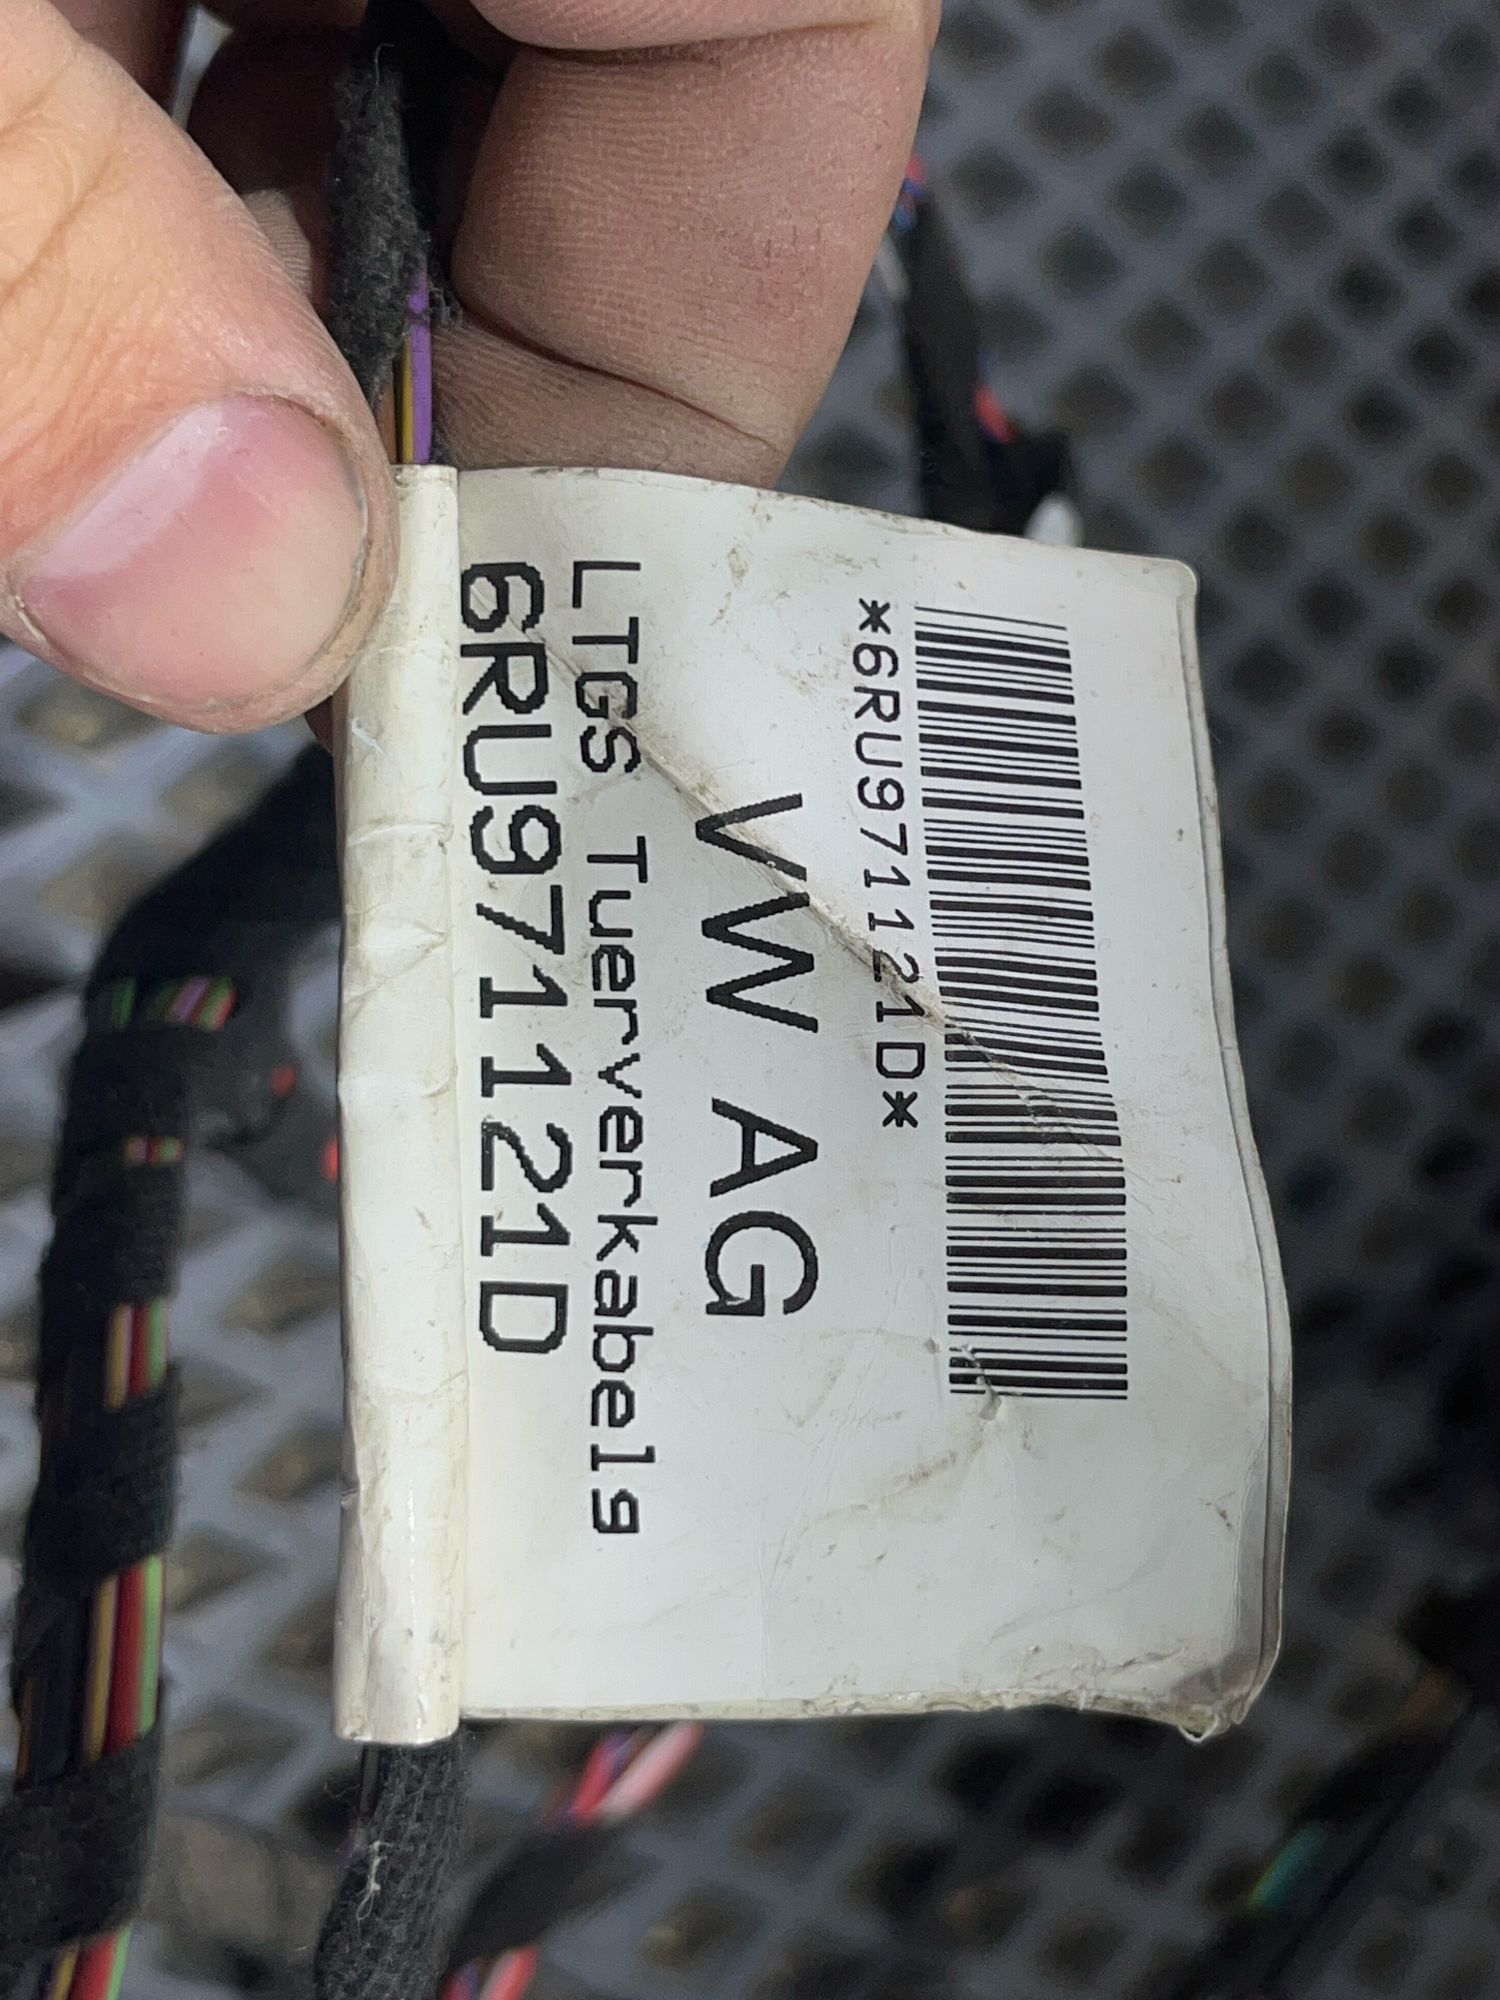 *6RU971121D*
VW AG
LTGS Tuerverkabelg
6RU971121D